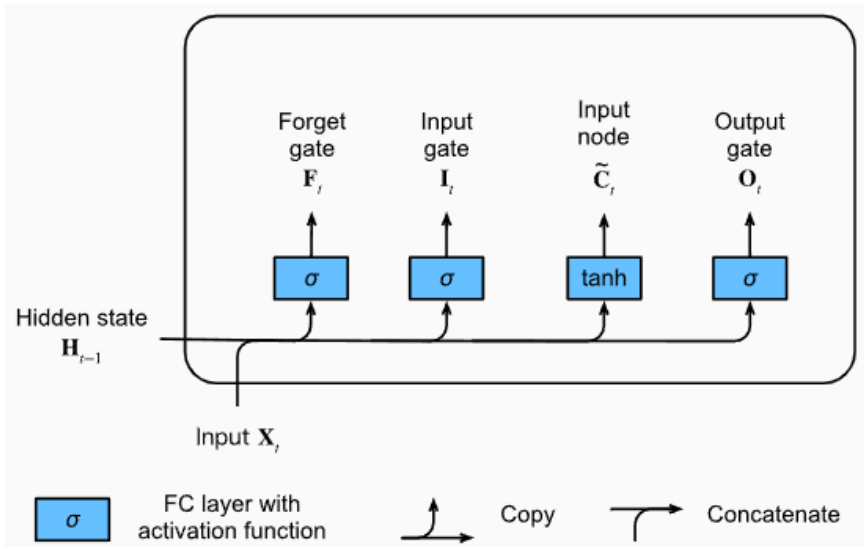 Forget gate
F_t
Input gate
I_t
Input node
C̃_t
Output gate
O_t
σ
σ
tanh
σ
Hidden state
H_{t-1}
Input X_t
σ
FC layer with
activation function
Copy
Concatenate